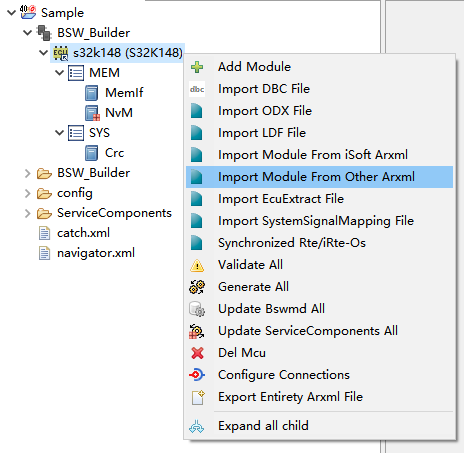 Sample
BSW_Builder
s32k148 (S32K148)
MEM
MemIf
NvM
SYS
Crc
BSW_Builder
config
ServiceComponents
catch.xml
navigator.xml
Add Module
dbc Import DBC File
Import ODX File
Import LDF File
Import Module From iSoft Arxml
Import Module From Other Arxml
Import EcuExtract File
Import SystemSignalMapping File
Synchronized Rte/iRte-Os
Validate All
Generate All
Update Bswmd All
Update ServiceComponents All
Del Mcu
Configure Connections
Export Entirety Arxml File
Expand all child